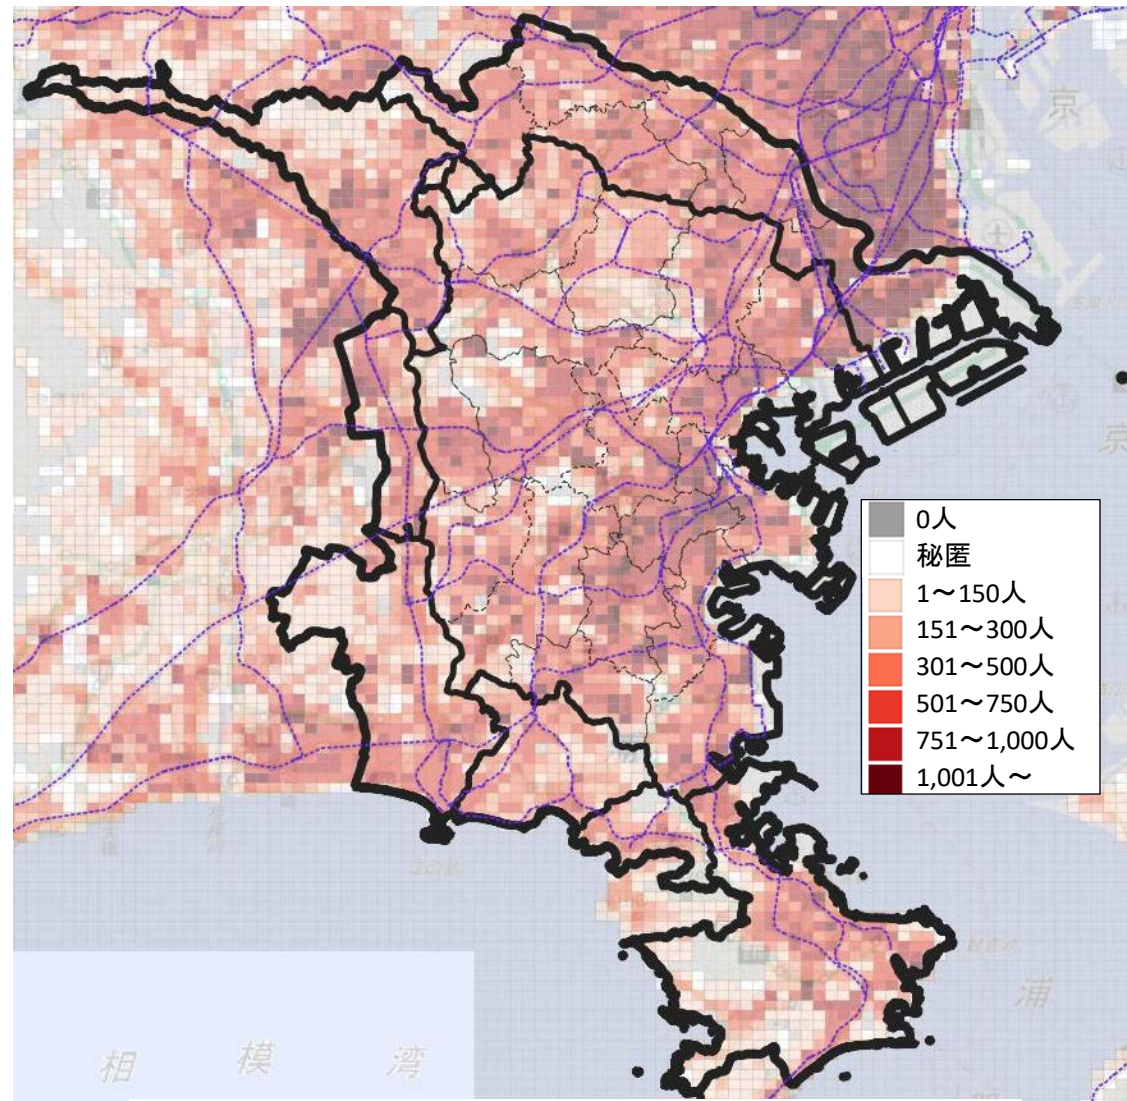 京
京
0人
秘匿
1～150人
151～300人
301～500人
501～750人
751～1,000人
1,001人～
浦
相 模 湾